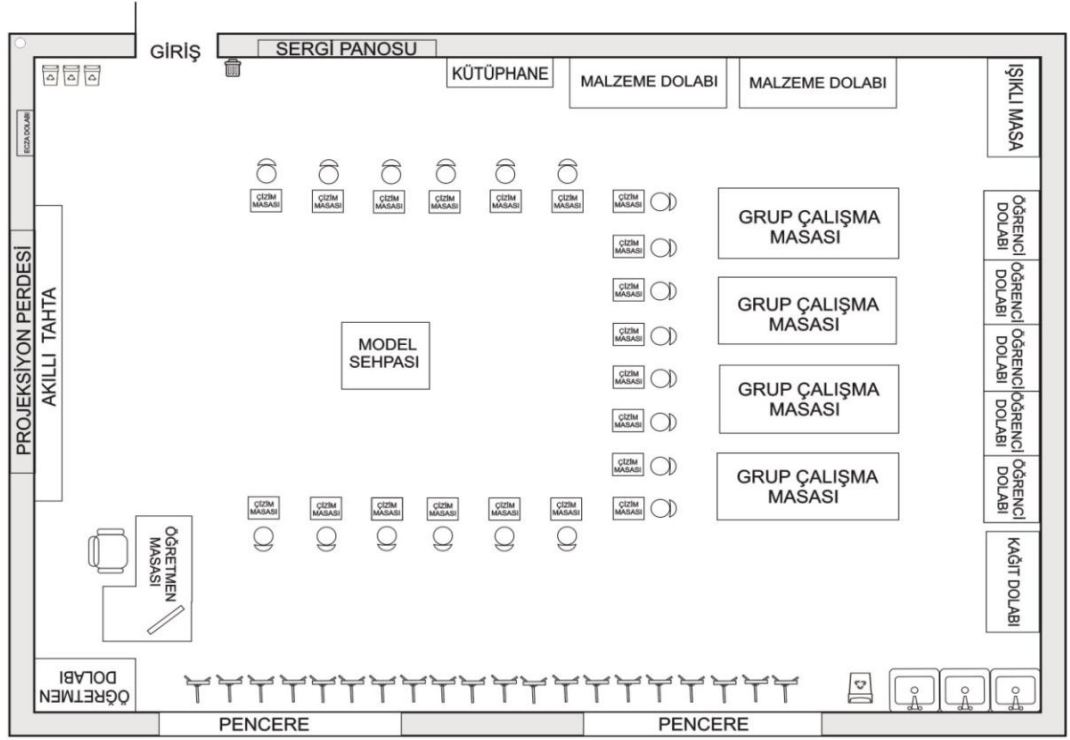 GİRİŞ
SERGİ PANOSU
KÜTÜPHANE
MALZEME DOLABI
MALZEME DOLABI
IŞIKLI MASA
ECZA DOLABI
PROJEKSİYON PERDESİ
AKILLI TAHTA
ÇİZİM
MASASI
ÇİZİM
MASASI
ÇİZİM
MASASI
ÇİZİM
MASASI
ÇİZİM
MASASI
ÇİZİM
MASASI
ÇİZİM
MASASI
ÇİZİM
MASASI
ÇİZİM
MASASI
ÇİZİM
MASASI
ÇİZİM
MASASI
ÇİZİM
MASASI
ÇİZİM
MASASI
ÇİZİM
MASASI
GRUP ÇALIŞMA
MASASI
GRUP ÇALIŞMA
MASASI
GRUP ÇALIŞMA
MASASI
GRUP ÇALIŞMA
MASASI
ÖĞRENCİ
DOLABI
ÖĞRENCİ
DOLABI
ÖĞRENCİ
DOLABI
ÖĞRENCİ
DOLABI
ÖĞRENCİ
DOLABI
MODEL
SEHPASI
ÇİZİM
MASASI
ÇİZİM
MASASI
ÇİZİM
MASASI
ÇİZİM
MASASI
ÇİZİM
MASASI
ÇİZİM
MASASI
ÖĞRETMEN
MASASI
KAĞIT DOLABI
ÖĞRETMEN
DOLABI
PENCERE
PENCERE